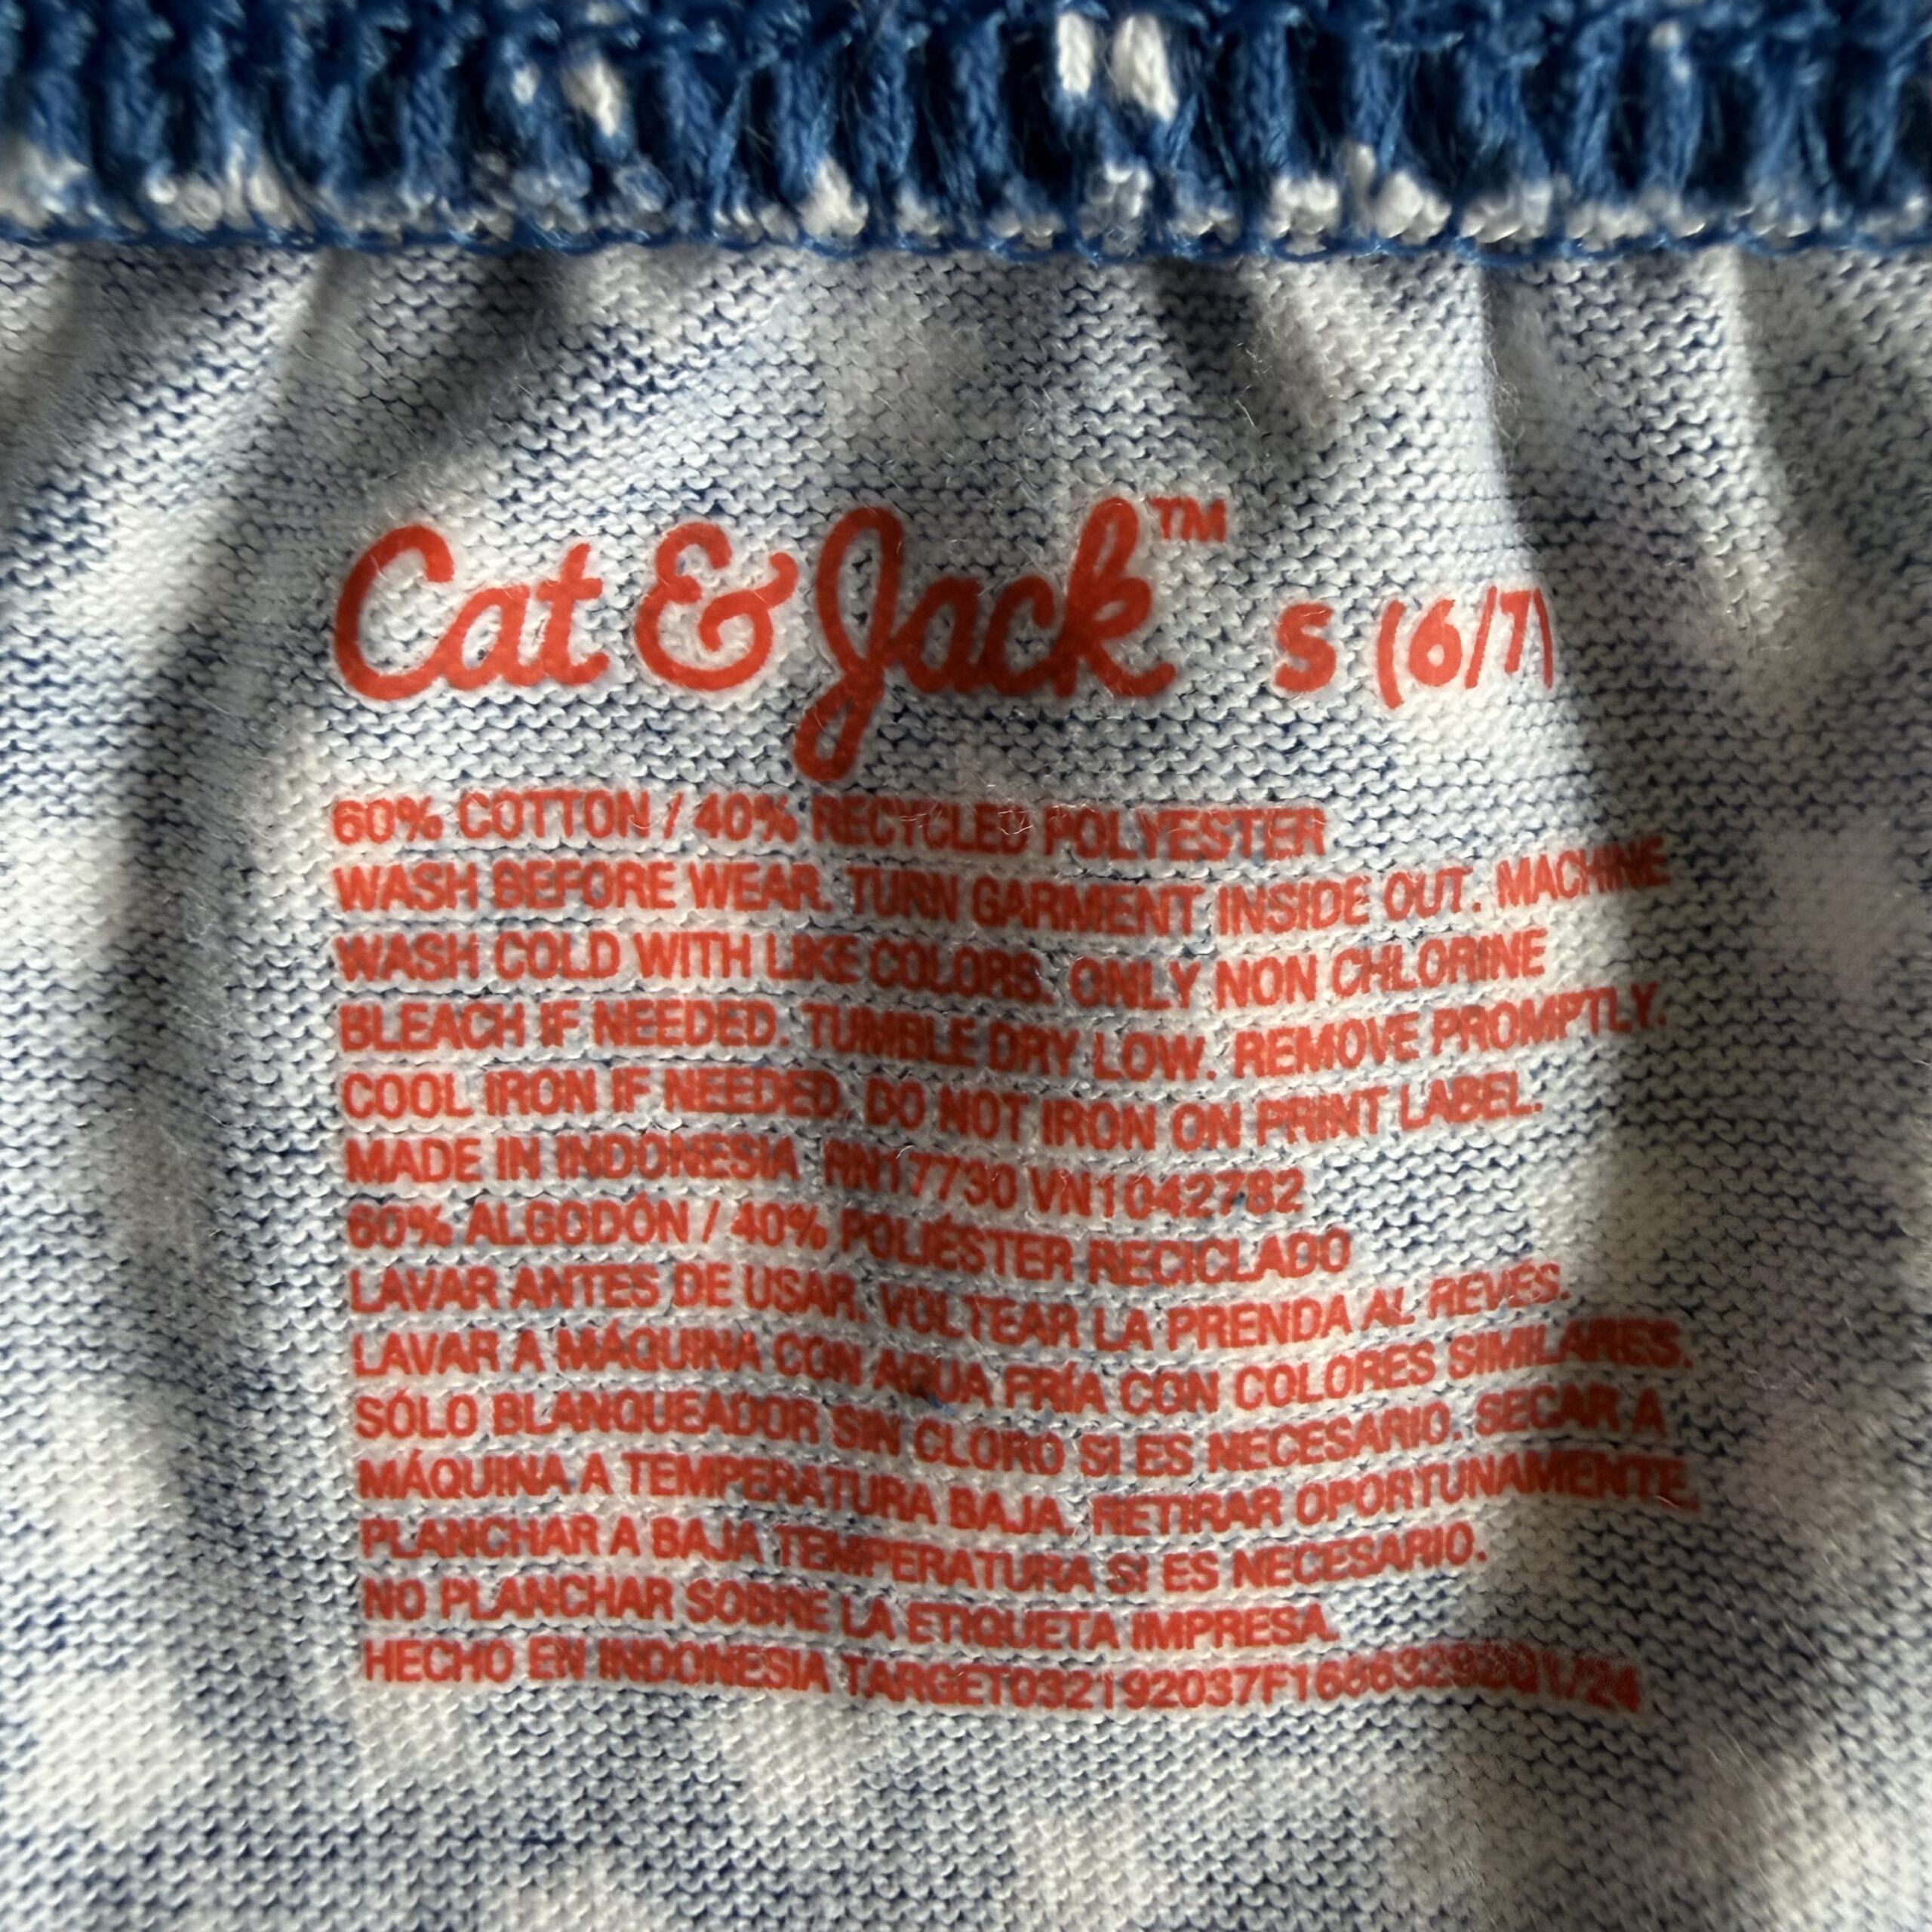 Cat & Jack™ S (6/7)
60% COTTON / 40% RECYCLED POLYESTER
WASH BEFORE WEAR. TURN GARMENT INSIDE OUT. MACHINE
WASH COLD WITH LIKE COLORS. ONLY NON CHLORINE
BLEACH IF NEEDED. TUMBLE DRY LOW. REMOVE PROMPTLY.
COOL IRON IF NEEDED. DO NOT IRON ON PRINT LABEL.
MADE IN INDONESIA RN17730 VN1042782
60% ALGODÓN / 40% POLIÉSTER RECICLADO
LAVAR ANTES DE USAR. VOLTEAR LA PRENDA AL REVÉS.
LAVAR A MÁQUINA CON AGUA FRÍA CON COLORES SIMILARES.
SÓLO BLANQUEADOR SIN CLORO SI ES NECESARIO. SECAR A
MÁQUINA A TEMPERATURA BAJA. RETIRAR OPORTUNAMENTE.
PLANCHAR A BAJA TEMPERATURA SI ES NECESARIO.
NO PLANCHAR SOBRE LA ETIQUETA IMPRESA.
HECHO EN INDONESIA